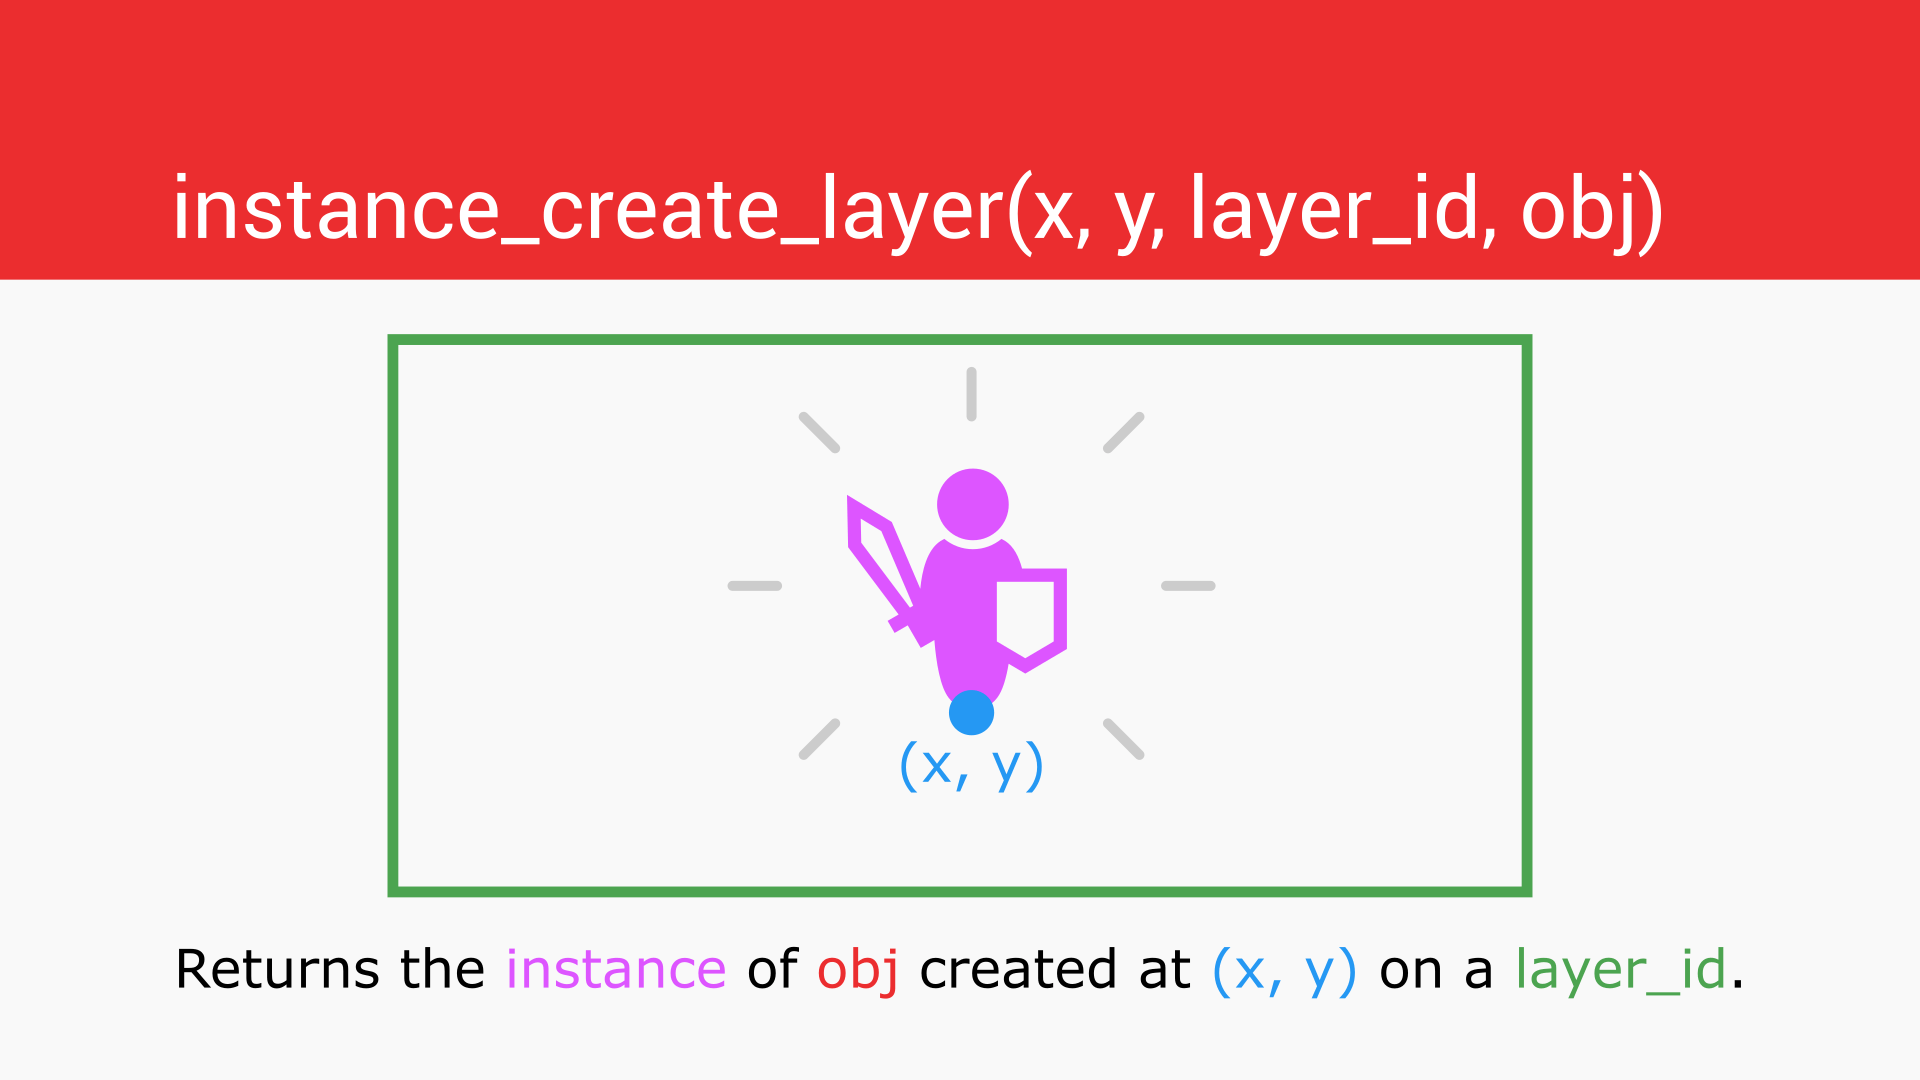 instance_create_layer(x, y, layer_id, obj)
(x, y)
Returns the instance of obj created at (x, y) on a layer_id.